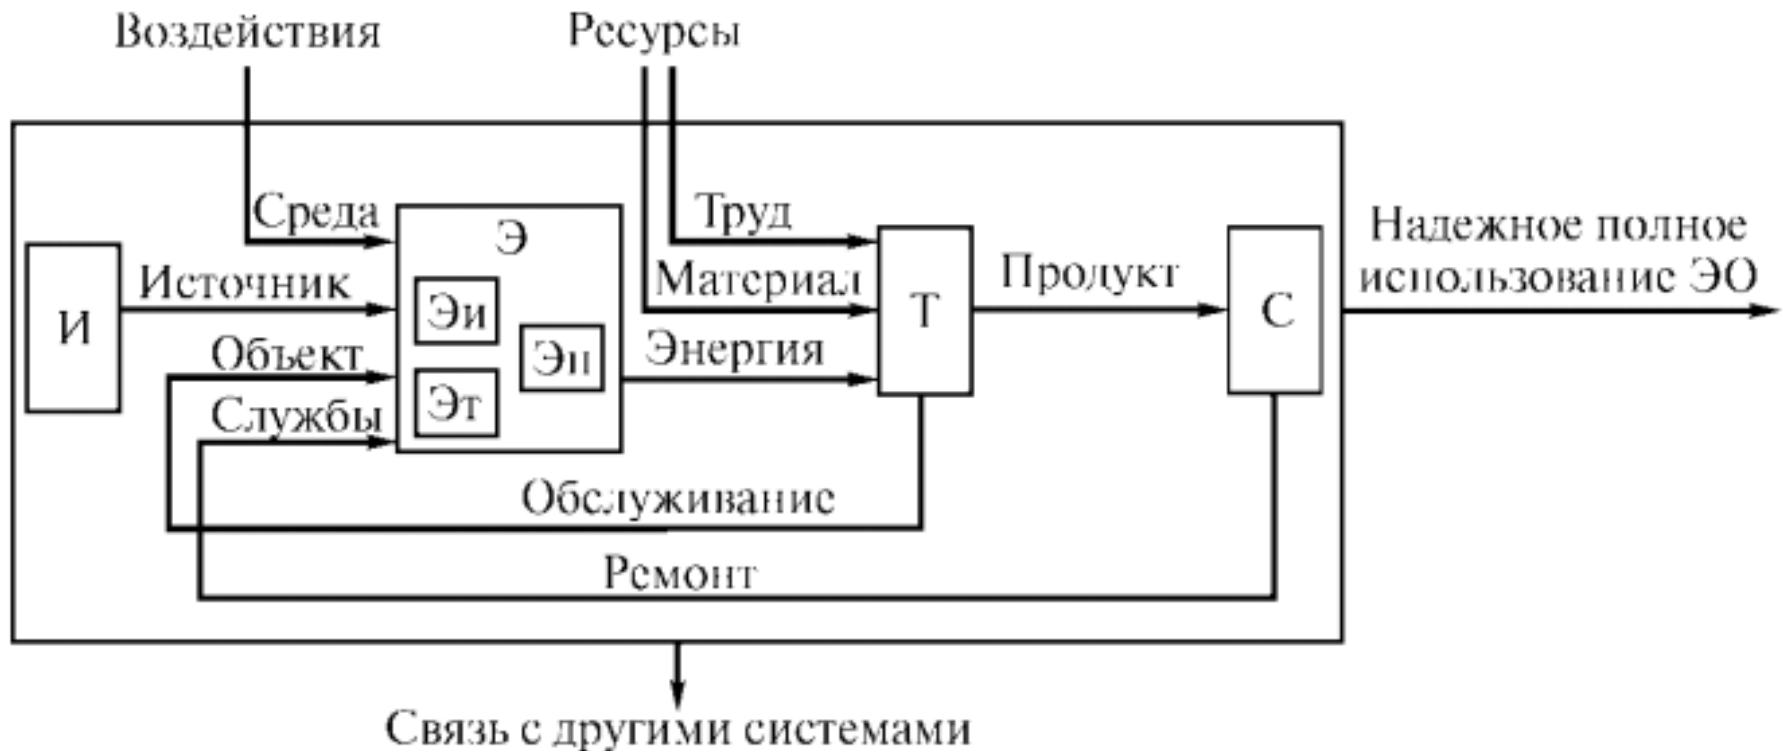 Воздействия
Ресурсы
Среда
Э
Труд
Надежное полное
использование ЭО
Источник
Материал
Продукт
И
Эи
Т
С
Объект
Эп
Энергия
Службы
Эт
Обслуживание
Ремонт
Связь с другими системами